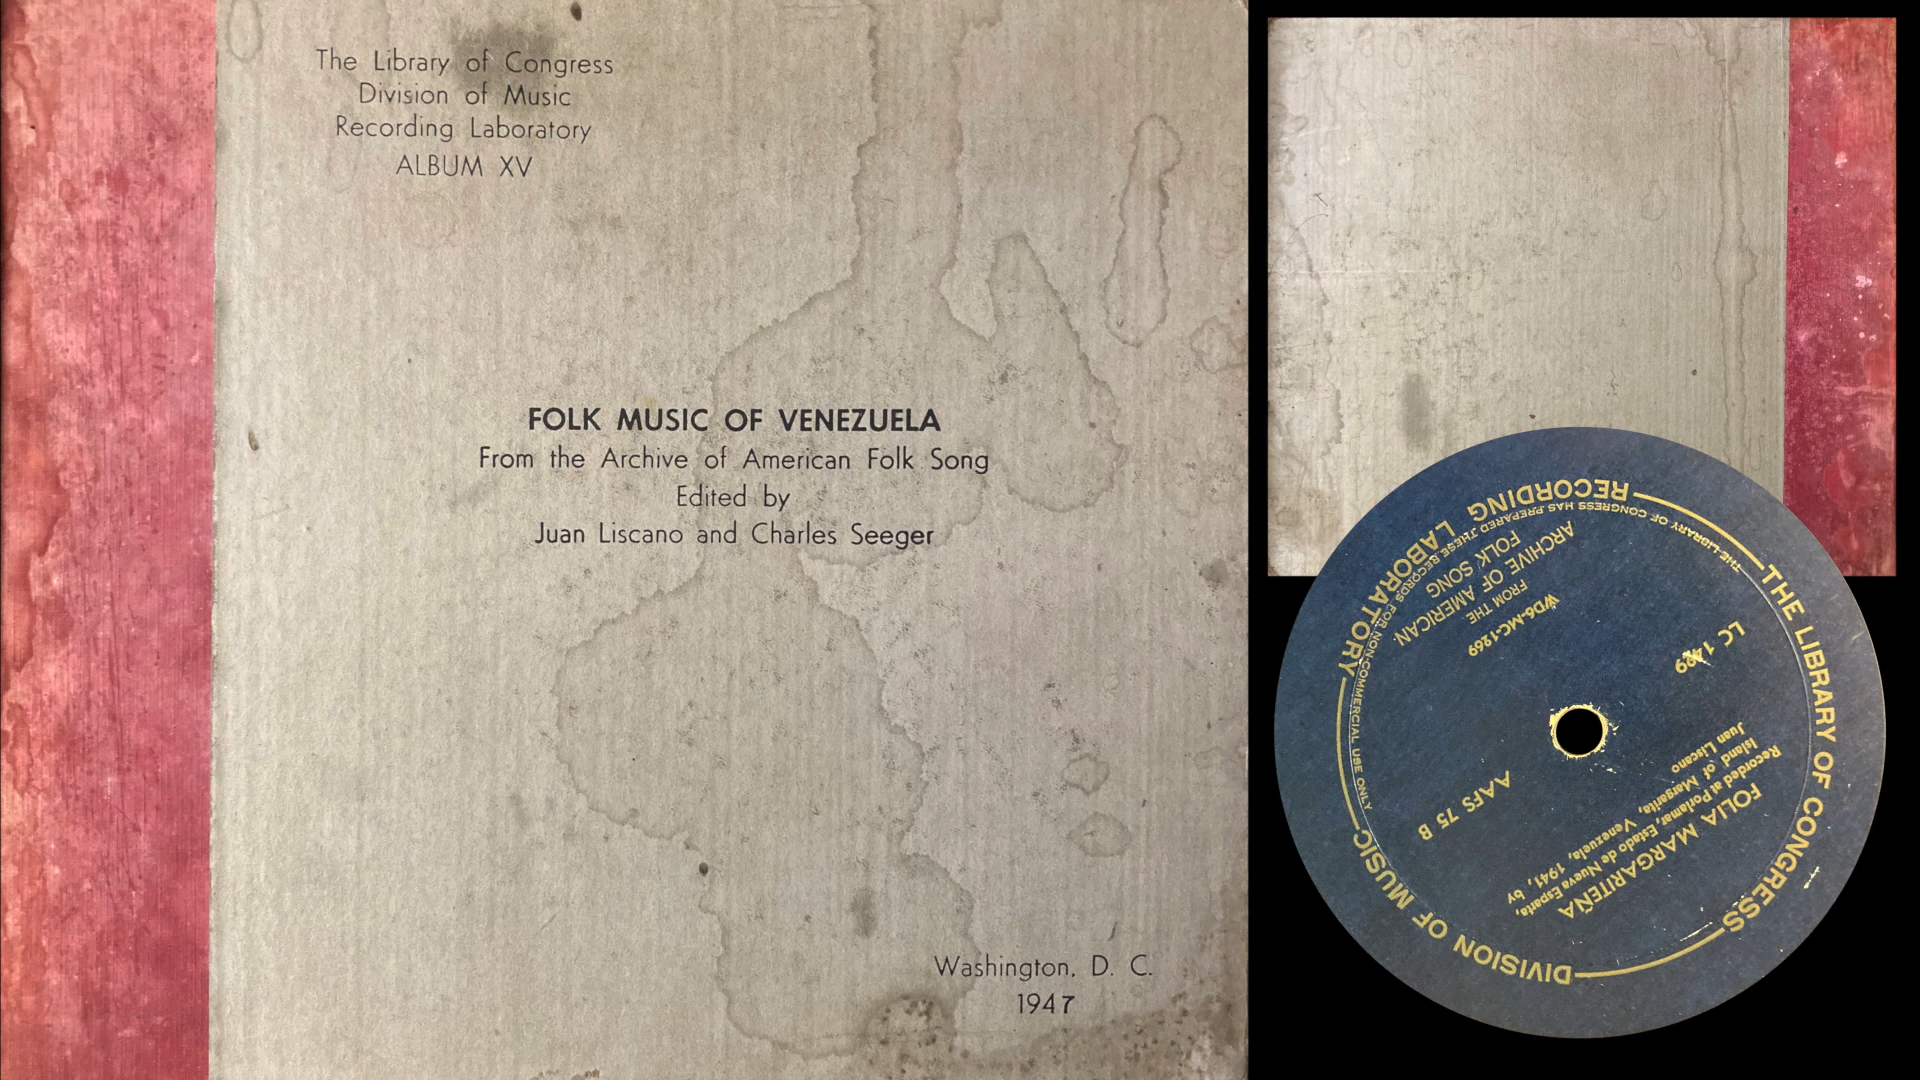 The Library of Congress
Division of Music
Recording Laboratory
ALBUM XV
FOLK MUSIC OF VENEZUELA
From the Archive of American Folk Song
Edited by
Juan Liscano and Charles Seeger
Washington, D. C.
1947
THE LIBRARY OF CONGRESS
DIVISION OF MUSIC
RECORDING LABORATORY
THE LIBRARY OF CONGRESS HAS PREPARED THESE RECORDS FOR NON-COMMERCIAL USE ONLY
FOLIA MARGARITEÑA
Recorded at Porlamar, Estado de Nueva Esparta,
Island of Margarita, Venezuela, 1941, by
Juan Liscano
AAFS 75 B
LC 1499
WD6-MC-1269
FROM THE
ARCHIVE OF AMERICAN
FOLK SONG